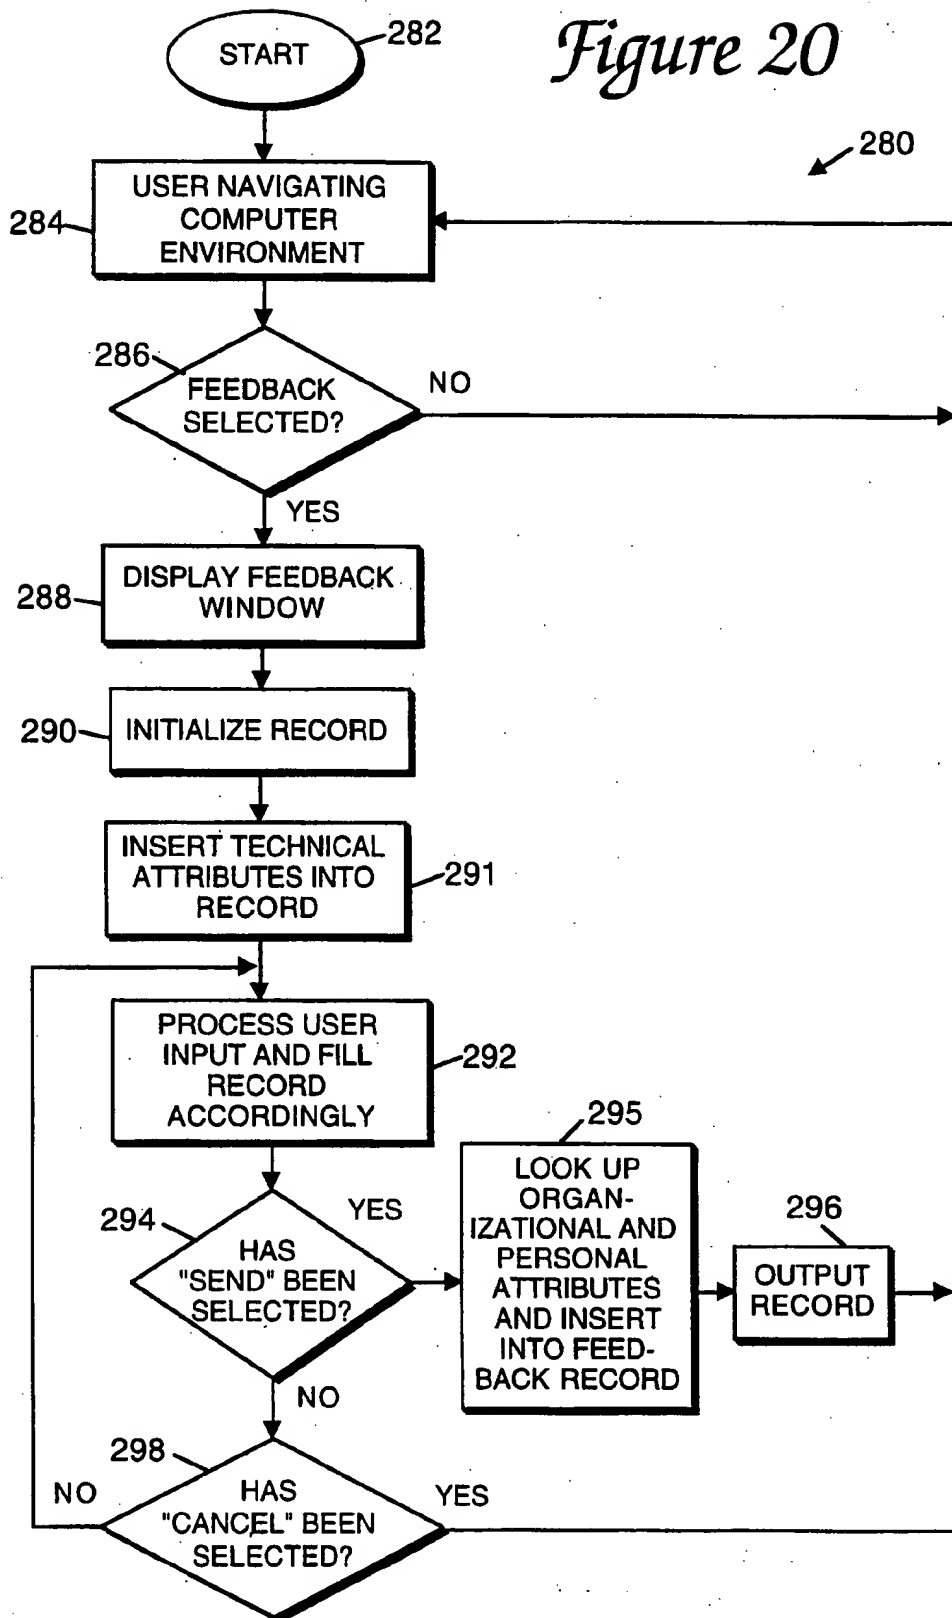 Figure 20
START
282
280
USER NAVIGATING
COMPUTER
ENVIRONMENT
284
286
FEEDBACK
SELECTED?
NO
YES
DISPLAY FEEDBACK
WINDOW
288
INITIALIZE RECORD
290
INSERT TECHNICAL
ATTRIBUTES INTO
RECORD
291
PROCESS USER
INPUT AND FILL
RECORD
ACCORDINGLY
292
294
HAS
"SEND" BEEN
SELECTED?
YES
295
LOOK UP
ORGAN-
IZATIONAL AND
PERSONAL
ATTRIBUTES
AND INSERT
INTO FEED-
BACK RECORD
296
OUTPUT
RECORD
NO
298
HAS
"CANCEL" BEEN
SELECTED?
NO
YES